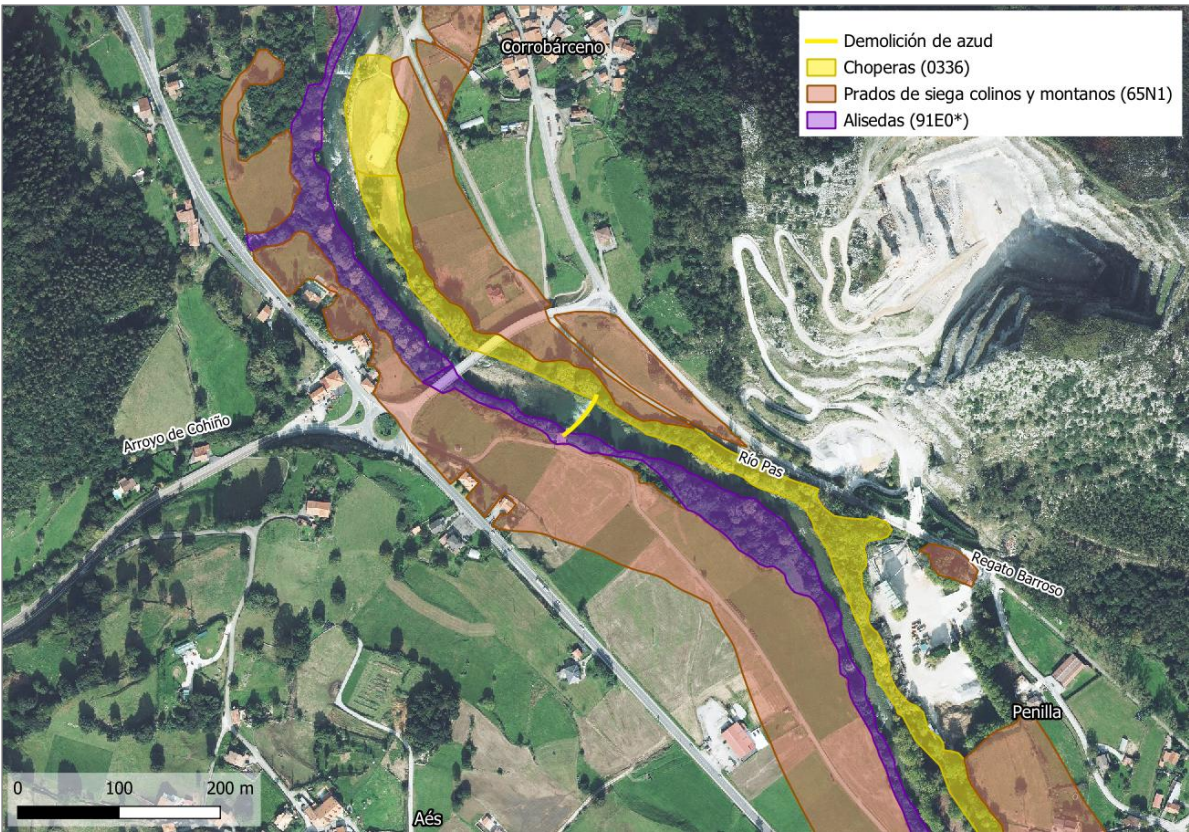 Corrobárceno
Demolición de azud
Choperas (0336)
Prados de siega colinos y montanos (65N1)
Alisedas (91E0*)
Arroyo de Cohiño
Río Pas
Regato Barroso
Penilla
0 100 200 m
Aés